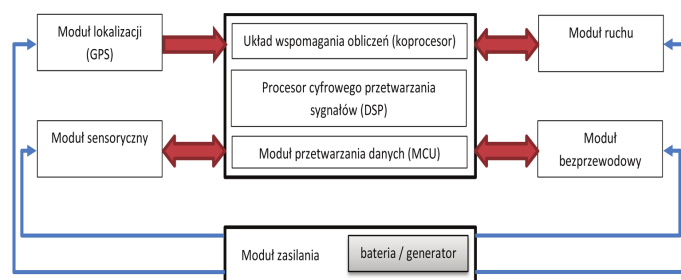 Moduł lokalizacji
(GPS)
Układ wspomagania obliczeń (koprocesor)
Moduł ruchu
Procesor cyfrowego przetwarzania
sygnałów (DSP)
Moduł sensoryczny
Moduł przetwarzania danych (MCU)
Moduł
bezprzewodowy
Moduł zasilania
bateria / generator